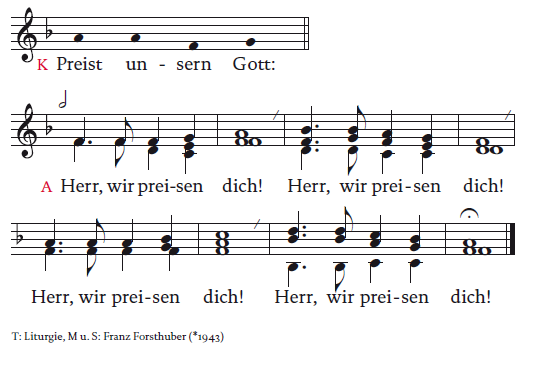 K Preist un - sern Gott:
A Herr, wir prei - sen dich! Herr, wir prei - sen dich!
Herr, wir prei - sen dich! Herr, wir prei - sen dich!
T: Liturgie, M u. S: Franz Forsthuber (*1943)